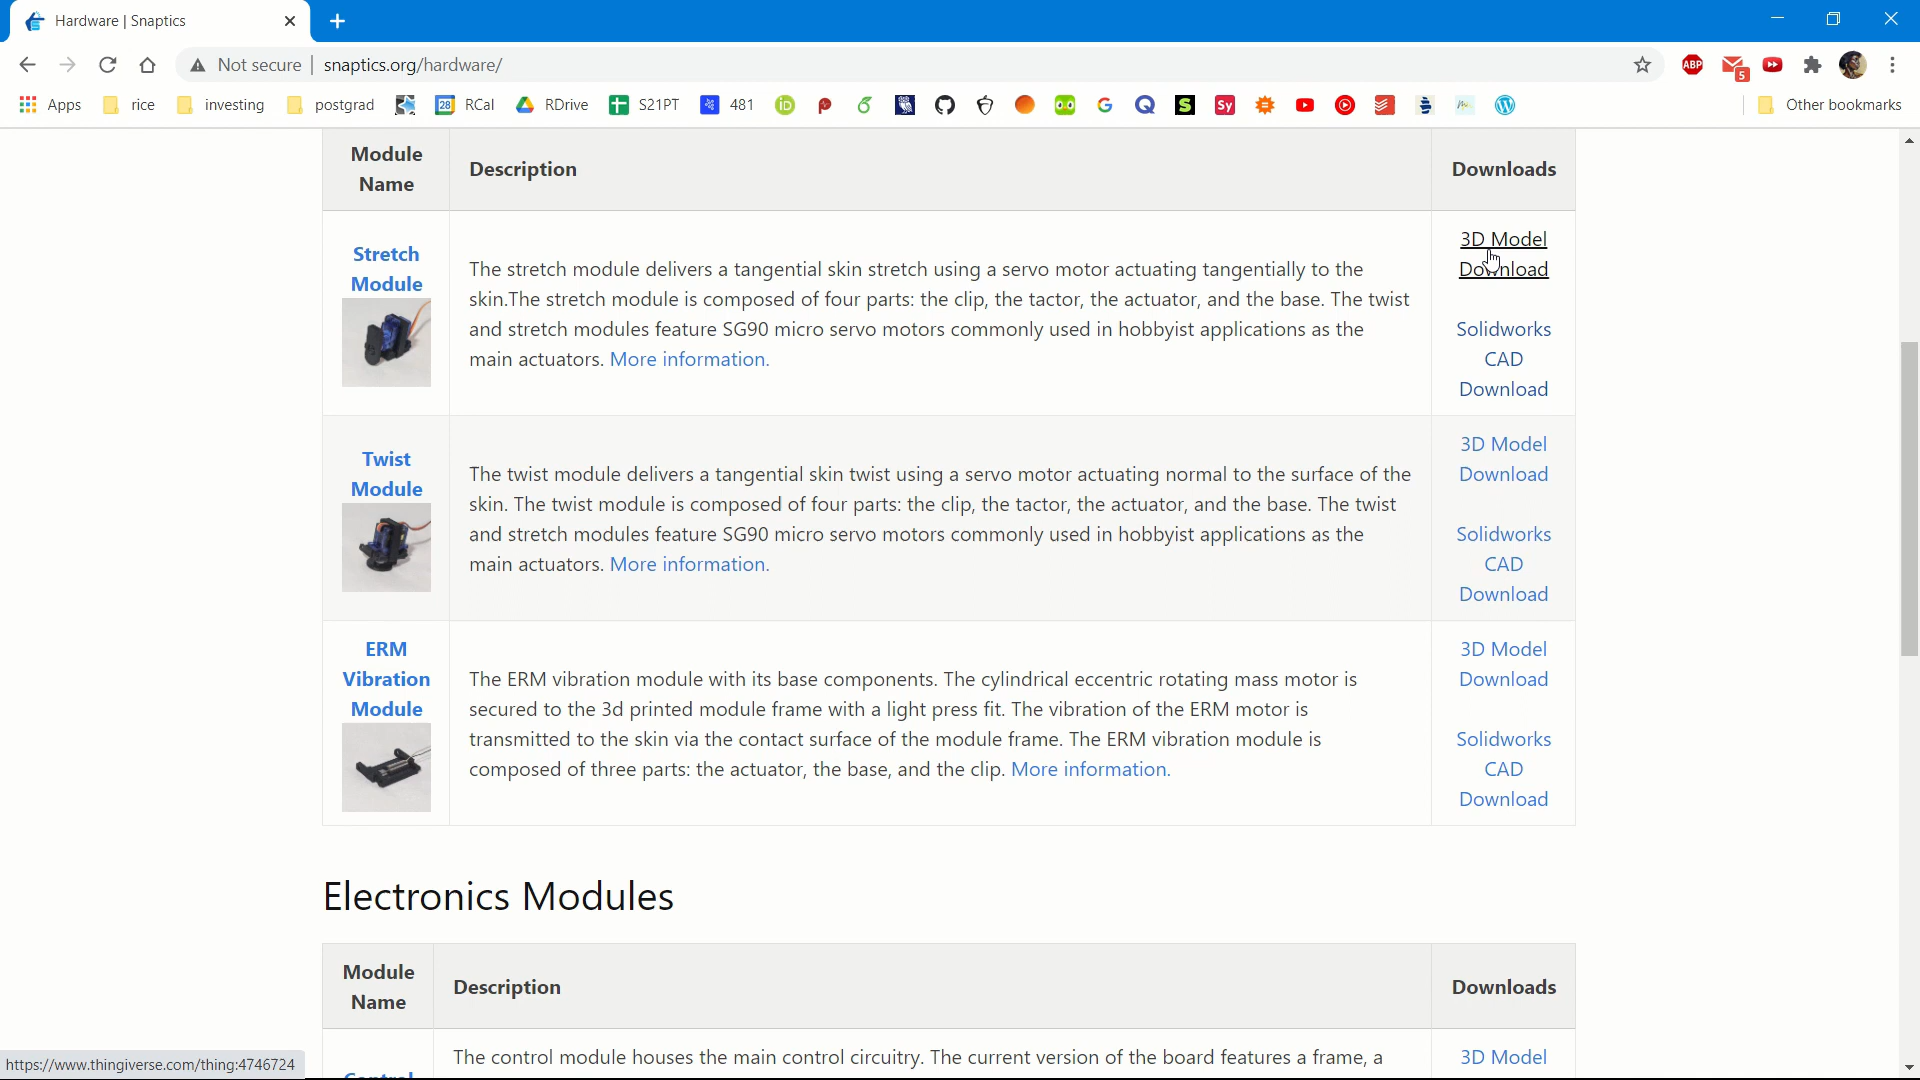 Hardware | Snaptics
Not secure | snaptics.org/hardware/
ABP
5
Apps rice investing postgrad 28 RCal RDrive S21PT 481 iD Sy Other bookmarks
Module
Name
Description
Downloads
Stretch
Module
The stretch module delivers a tangential skin stretch using a servo motor actuating tangentially to the
skin.The stretch module is composed of four parts: the clip, the tactor, the actuator, and the base. The twist
and stretch modules feature SG90 micro servo motors commonly used in hobbyist applications as the
main actuators. More information.
3D Model
Download
Solidworks
CAD
Download
Twist
Module
The twist module delivers a tangential skin twist using a servo motor actuating normal to the surface of the
skin. The twist module is composed of four parts: the clip, the tactor, the actuator, and the base. The twist
and stretch modules feature SG90 micro servo motors commonly used in hobbyist applications as the
main actuators. More information.
3D Model
Download
Solidworks
CAD
Download
ERM
Vibration
Module
The ERM vibration module with its base components. The cylindrical eccentric rotating mass motor is
secured to the 3d printed module frame with a light press fit. The vibration of the ERM motor is
transmitted to the skin via the contact surface of the module frame. The ERM vibration module is
composed of three parts: the actuator, the base, and the clip. More information.
3D Model
Download
Solidworks
CAD
Download
Electronics Modules
Module
Name
Description
Downloads
The control module houses the main control circuitry. The current version of the board features a frame, a
3D Model
Control
https://www.thingiverse.com/thing:4746724